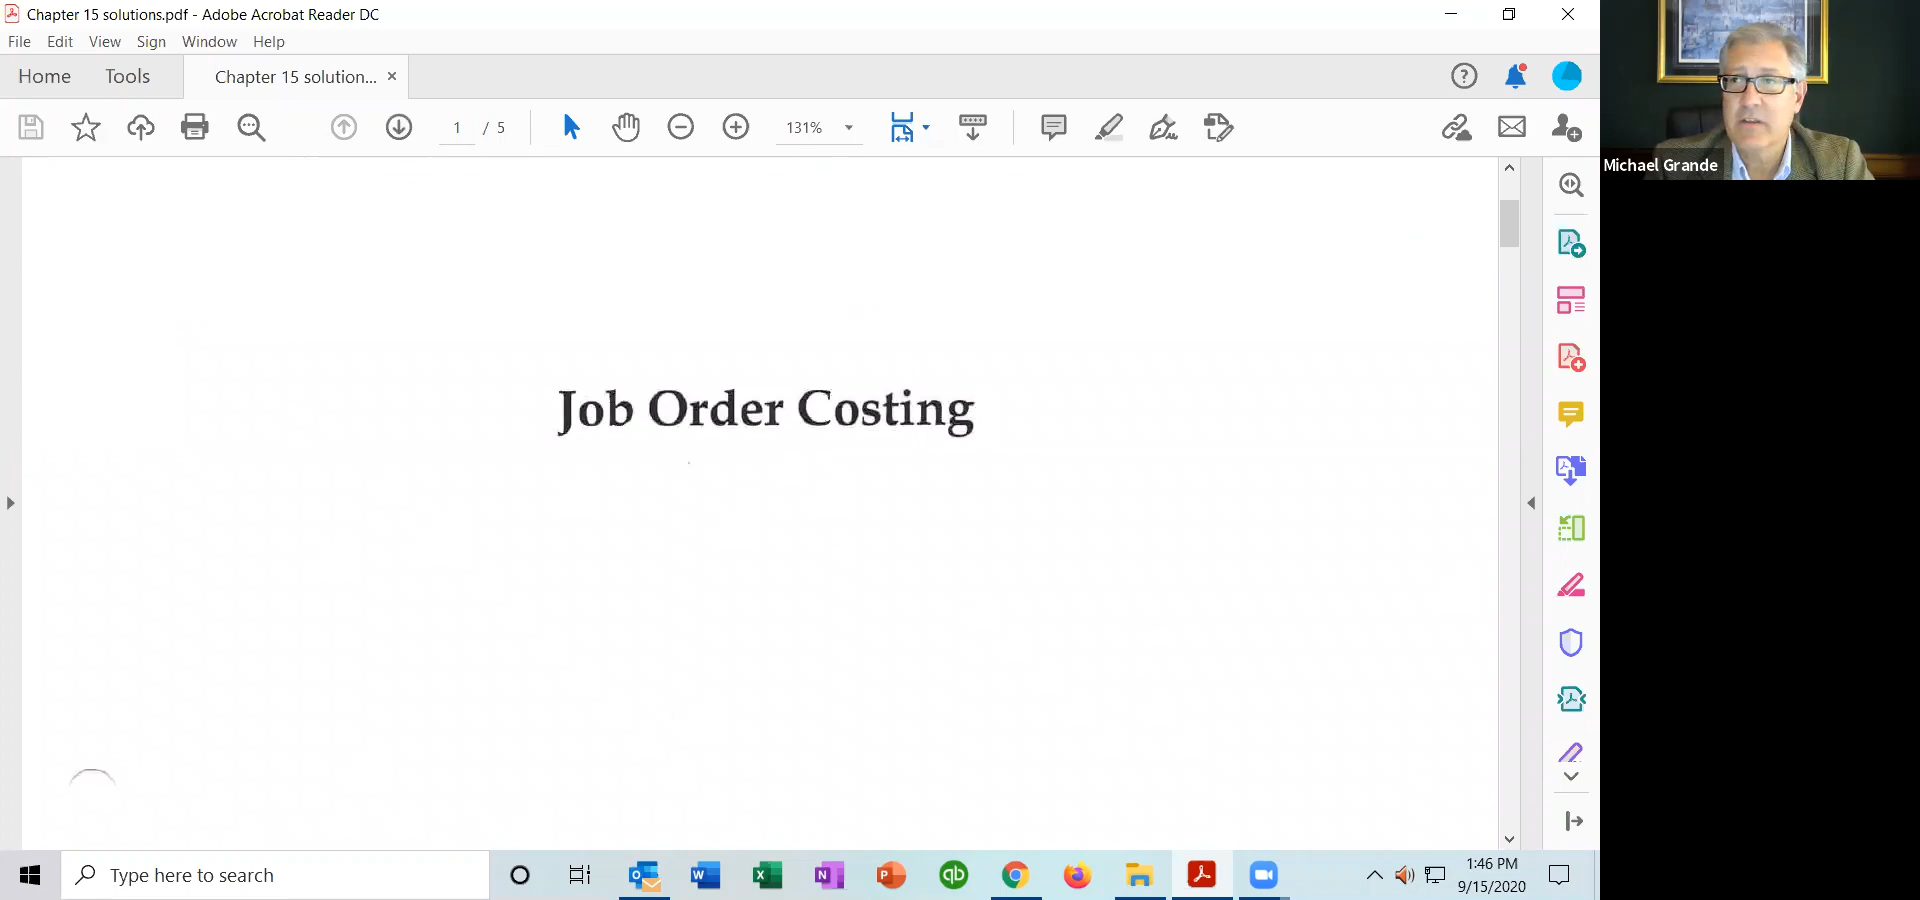 Chapter 15 solutions.pdf - Adobe Acrobat Reader DC
File Edit View Sign Window Help
Home Tools Chapter 15 solution... ×
1 / 5 131%
Michael Grande
Job Order Costing
Type here to search
1:46 PM
9/15/2020